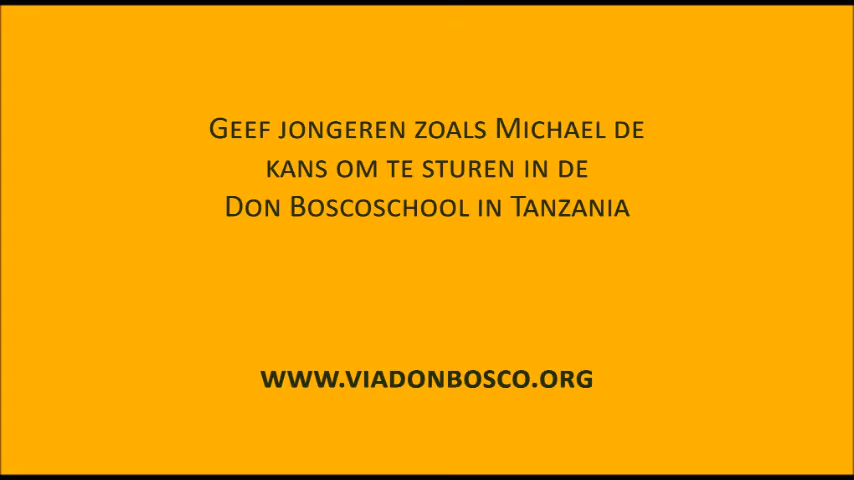 Geef jongeren zoals Michael de
kans om te sturen in de
Don Boscoschool in Tanzania
www.viadonbosco.org